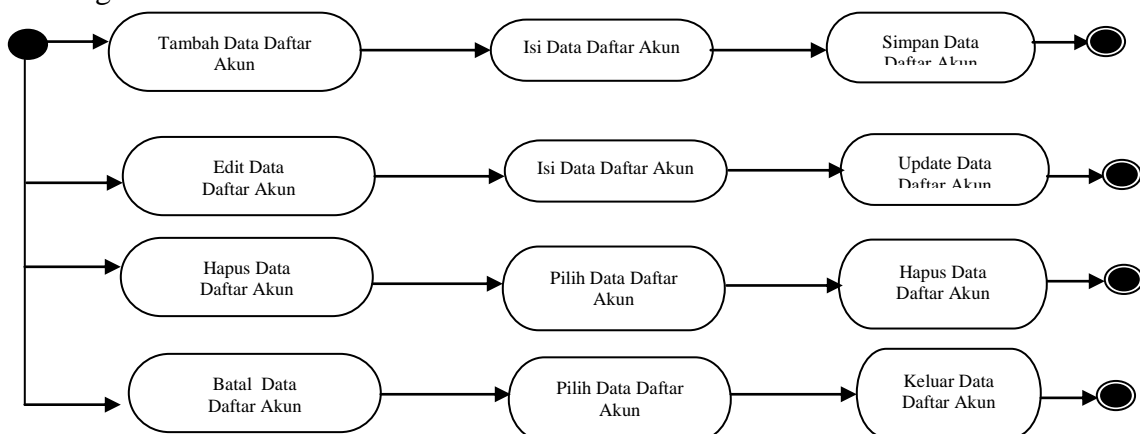 Tambah Data Daftar
Akun
Isi Data Daftar Akun
Simpan Data
Daftar Akun
Edit Data
Daftar Akun
Isi Data Daftar Akun
Update Data
Daftar Akun
Hapus Data
Daftar Akun
Pilih Data Daftar
Akun
Hapus Data
Daftar Akun
Batal Data
Daftar Akun
Pilih Data Daftar
Akun
Keluar Data
Daftar Akun